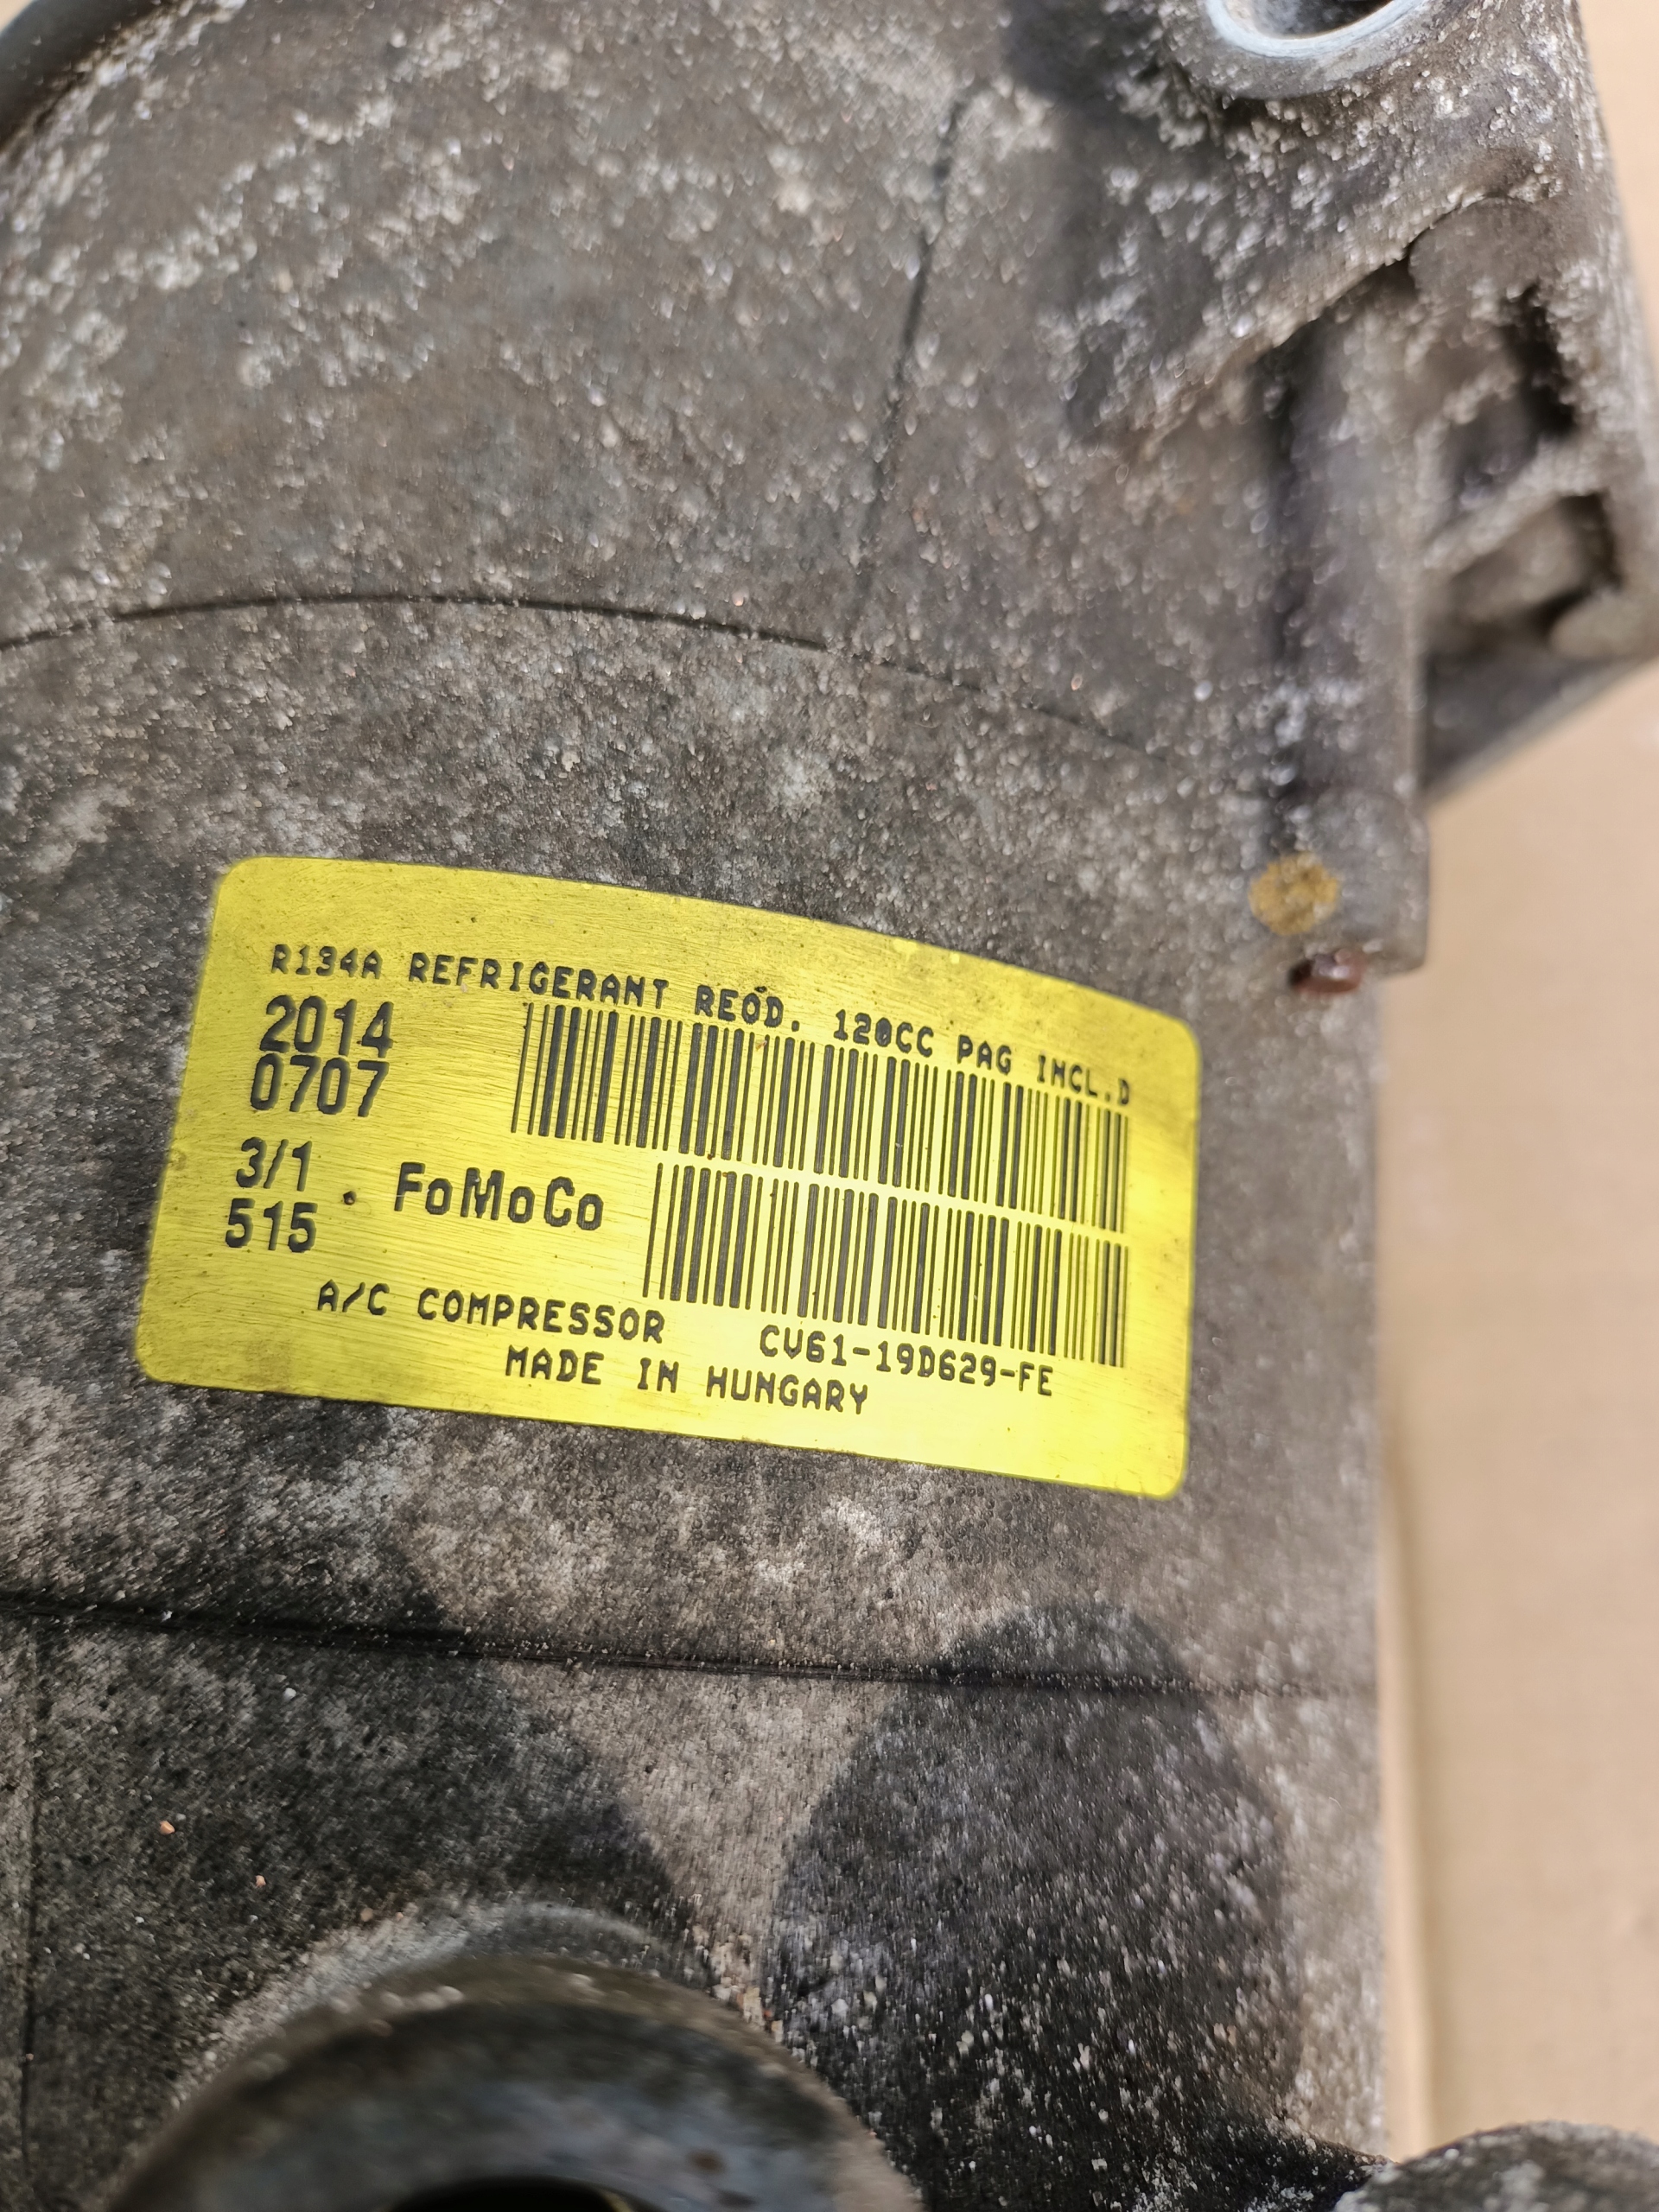 R134A REFRIGERANT REQD. 120CC PAG INCL.D
2014
0707
3/1
515
FoMoCo
A/C COMPRESSOR CV61-19D629-FE
MADE IN HUNGARY